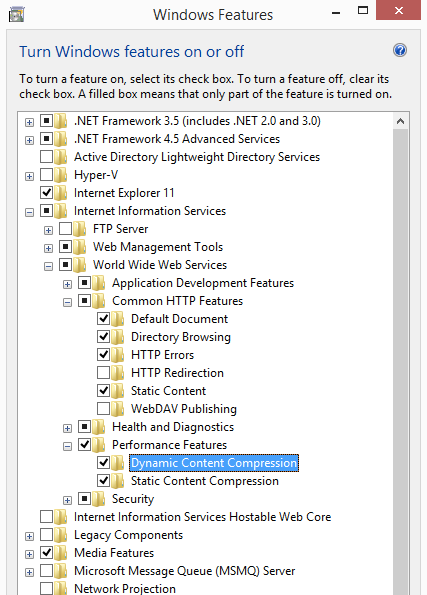 Windows Features
Turn Windows features on or off
To turn a feature on, select its check box. To turn a feature off, clear its
check box. A filled box means that only part of the feature is turned on.
.NET Framework 3.5 (includes .NET 2.0 and 3.0)
.NET Framework 4.5 Advanced Services
Active Directory Lightweight Directory Services
Hyper-V
Internet Explorer 11
Internet Information Services
FTP Server
Web Management Tools
World Wide Web Services
Application Development Features
Common HTTP Features
Default Document
Directory Browsing
HTTP Errors
HTTP Redirection
Static Content
WebDAV Publishing
Health and Diagnostics
Performance Features
Dynamic Content Compression
Static Content Compression
Security
Internet Information Services Hostable Web Core
Legacy Components
Media Features
Microsoft Message Queue (MSMQ) Server
Network Projection